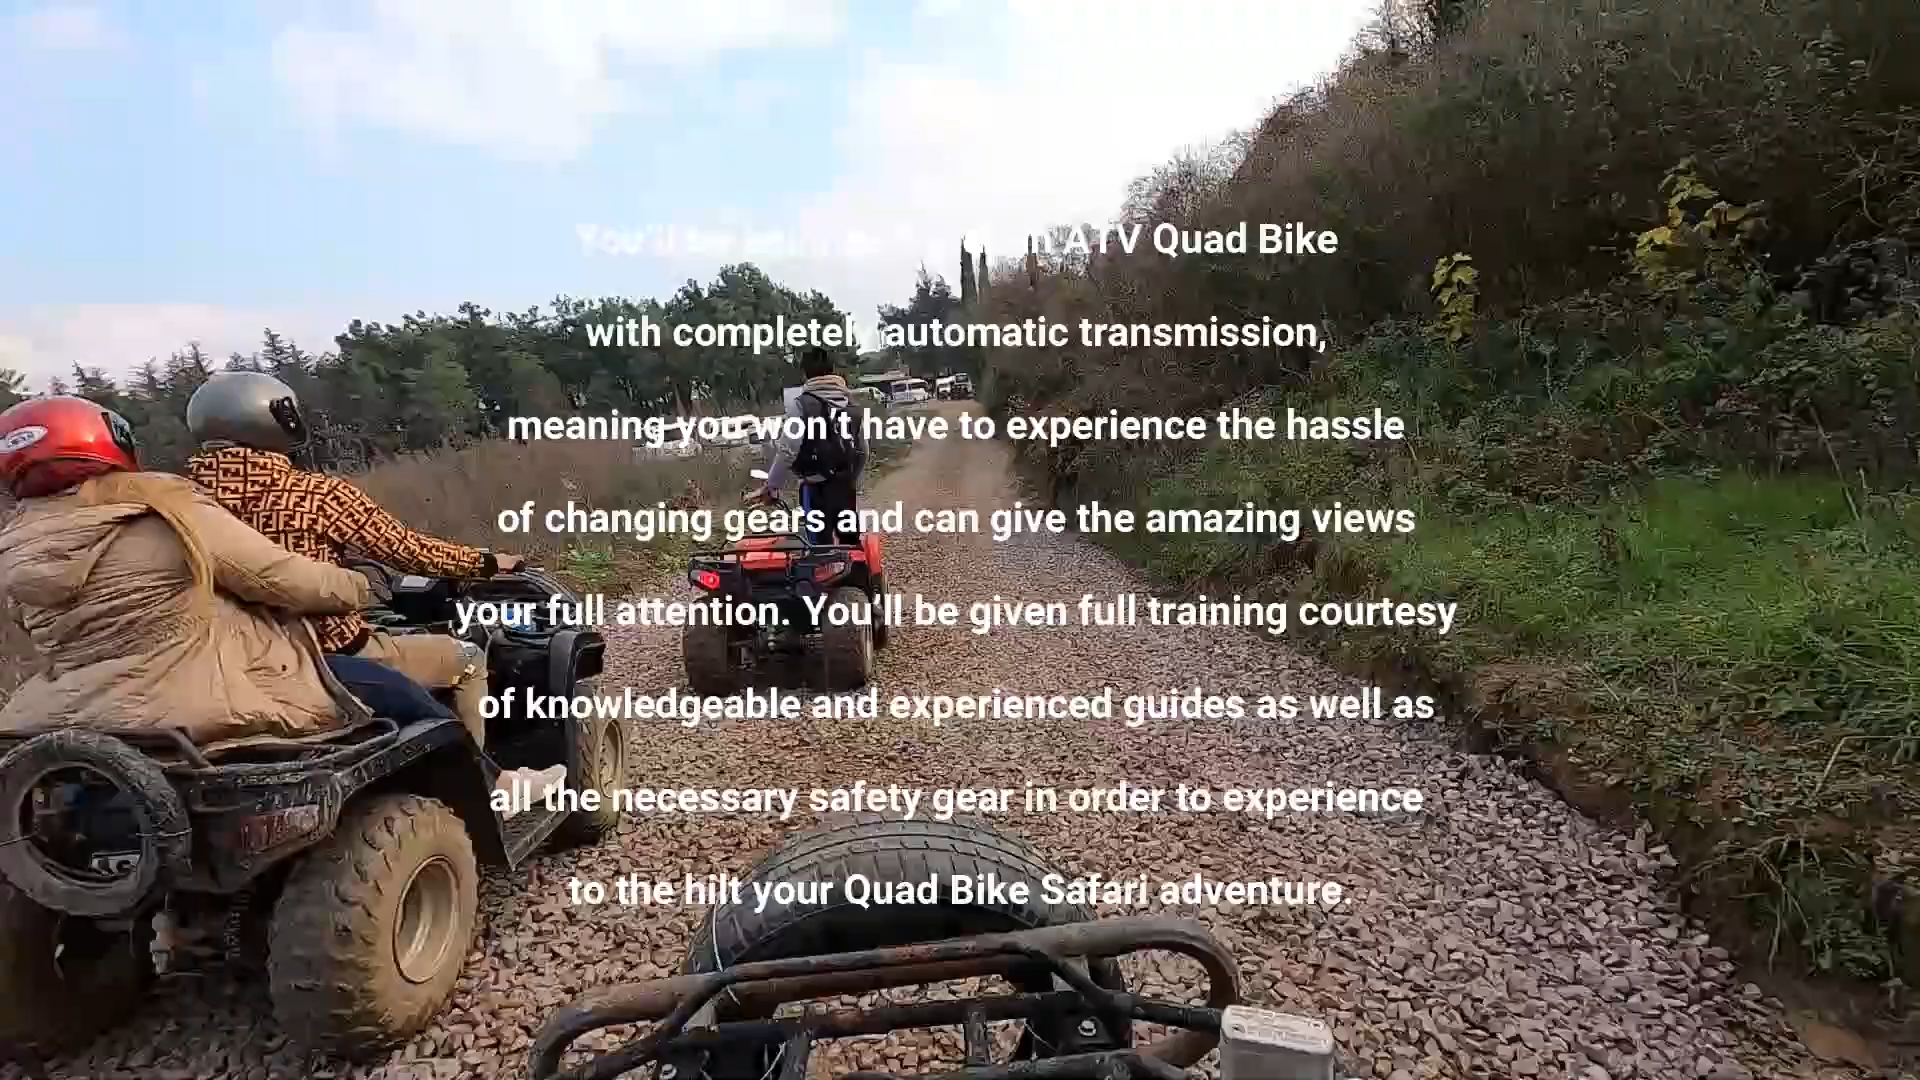 You'll be ATV Quad Bike
with completely automatic transmission,
meaning you won't have to experience the hassle
of changing gears and can give the amazing views
your full attention. You'll be given full training courtesy
of knowledgeable and experienced guides as well as
all the necessary safety gear in order to experience
to the hilt your Quad Bike Safari adventure.